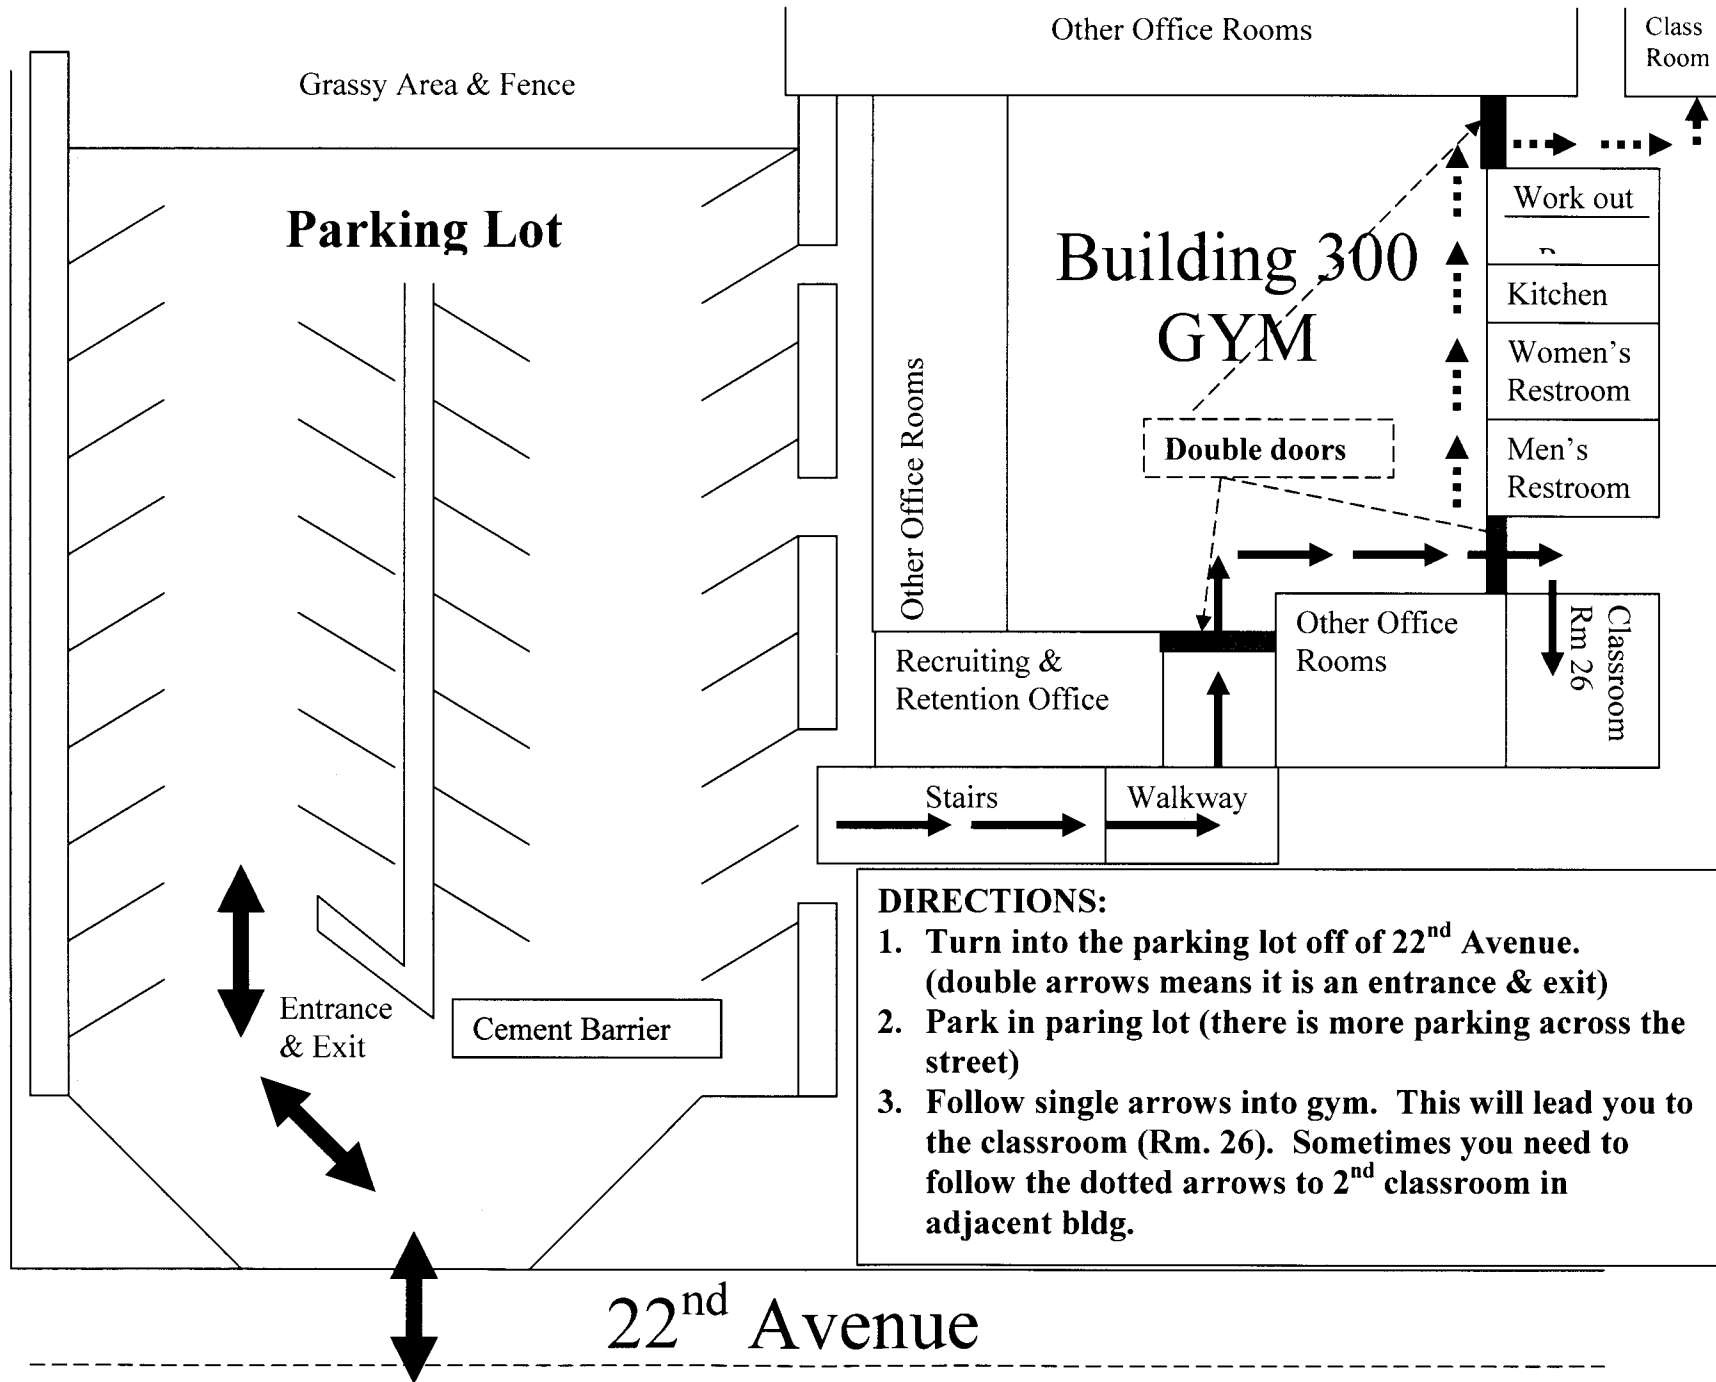 Other Office Rooms
Class
Room
Grassy Area & Fence
Parking Lot
Building 300
GYM
Work out
Kitchen
Women's
Restroom
Men's
Restroom
Double doors
Other Office Rooms
Recruiting &
Retention Office
Other Office
Rooms
Classroom
Rm 26
Stairs
Walkway
Entrance
& Exit
Cement Barrier
DIRECTIONS:
1. Turn into the parking lot off of 22nd Avenue.
(double arrows means it is an entrance & exit)
2. Park in paring lot (there is more parking across the
street)
3. Follow single arrows into gym. This will lead you to
the classroom (Rm. 26). Sometimes you need to
follow the dotted arrows to 2nd classroom in
adjacent bldg.
22nd Avenue